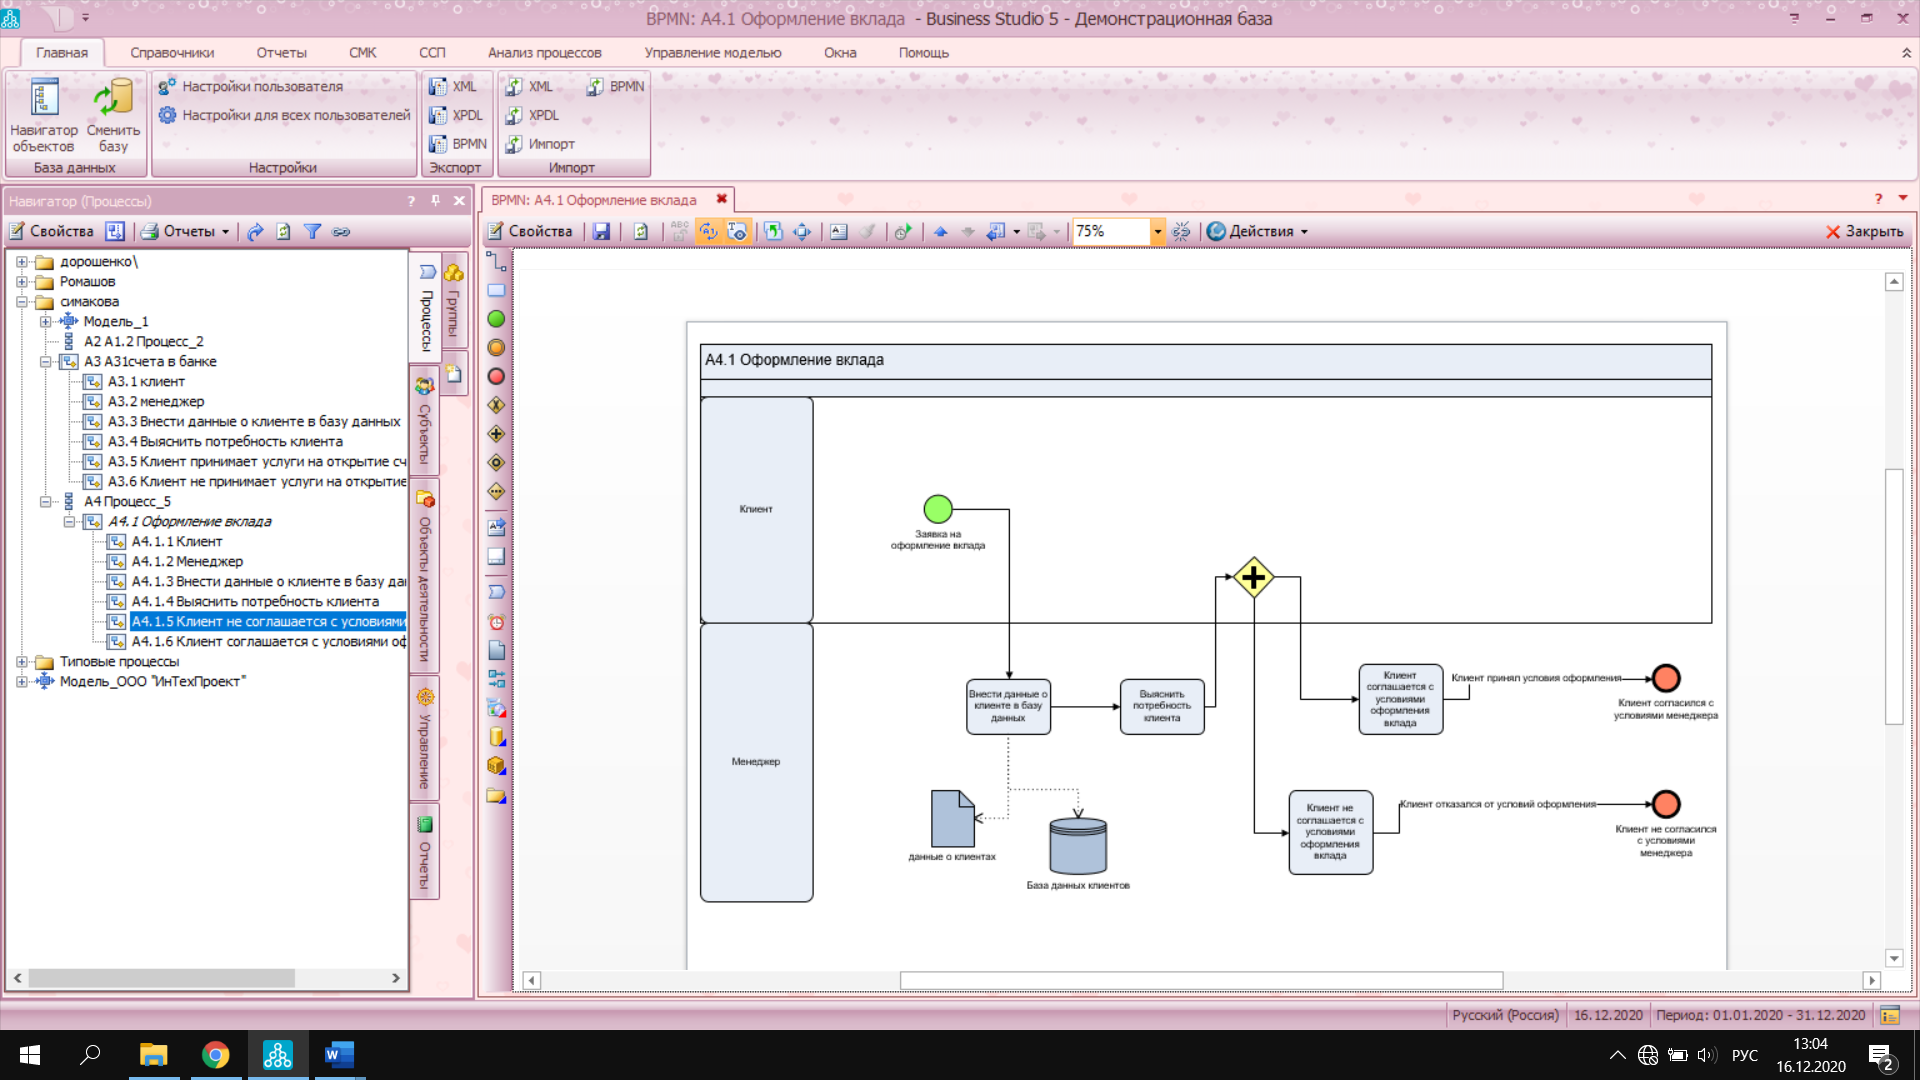 BPMN: A4.1 Оформление вклада - Business Studio 5 - Демонстрационная база
Главная Справочники Отчеты СМК ССП Анализ процессов Управление моделью Окна Помощь
Навигатор объектов
Сменить базу
База данных
Настройки пользователя
Настройки для всех пользователей
Настройки
XML
XPDL
BPMN
Экспорт
XML BPMN
XPDL
Импорт
Импорт
Навигатор (Процессы)
Свойства Отчеты
дорошенко\
Ромашов
симакова
Модель_1
A2 A1.2 Процесс_2
A3 A31счета в банке
A3.1 клиент
A3.2 менеджер
A3.3 Внести данные о клиенте в базу данных
A3.4 Выяснить потребность клиента
A3.5 Клиент принимает услуги на открытие сч
A3.6 Клиент не принимает услуги на открытие
A4 Процесс_5
A4.1 Оформление вклада
A4.1.1 Клиент
A4.1.2 Менеджер
A4.1.3 Внести данные о клиенте в базу да
A4.1.4 Выяснить потребность клиента
A4.1.5 Клиент не соглашается с условиями
A4.1.6 Клиент соглашается с условиями оф
Типовые процессы
Модель_ООО "ИнТехПроект"
Процессы
Субъекты
Объекты деятельности
Управление
Отчеты
Группы
BPMN: A4.1 Оформление вклада
Свойства
ABC
75%
Действия
Закрыть
A4.1 Оформление вклада
Клиент
Заявка на
оформление вклада
Менеджер
Внести данные о
клиенте в базу
данных
Выяснить
потребность
клиента
Клиент
соглашается с
условиями
оформления
вклада
Клиент принял условия оформления
Клиент согласился с
условиями менеджера
данные о клиентах
База данных клиентов
Клиент не
соглашается с
условиями
оформления
вклада
Клиент отказался от условий оформления
Клиент не согласился
с условиями
менеджера
Русский (Россия) 16.12.2020 Период: 01.01.2020 - 31.12.2020
РУС
13:04
16.12.2020
2